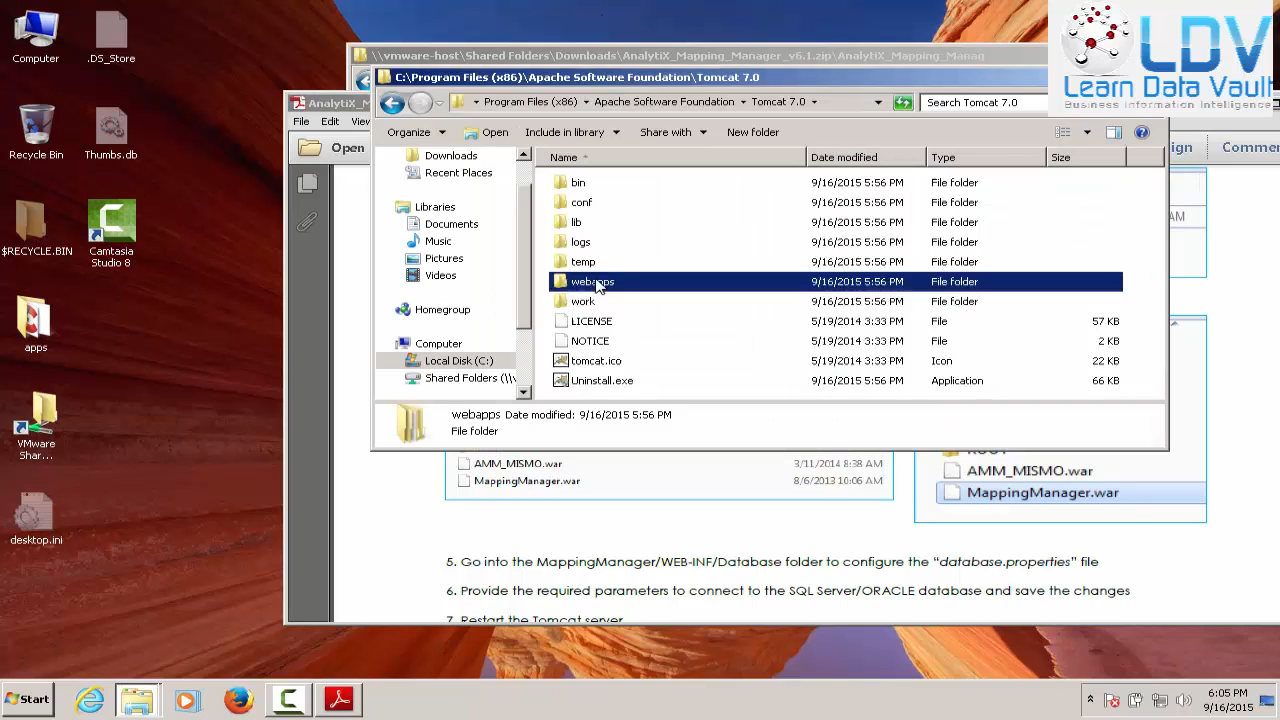 Computer
.DS_Store
Recycle Bin
Thumbs.db
$RECYCLE.BIN
Camtasia
Studio 8
apps
VMware
Shar...
desktop.ini
LDV
Learn Data Vault
Business Information Intelligence
\\vmware-host\Shared Folders\Downloads\AnalytiX_Mapping_Manager_v6.1.zip\AnalytiX_Mapping_Manag
C:\Program Files (x86)\Apache Software Foundation\Tomcat 7.0
Program Files (x86) Apache Software Foundation Tomcat 7.0
Search Tomcat 7.0
AnalytiX_M
File Edit Vie
Open
Organize Open Include in library Share with New folder
ign Commer
Downloads
Recent Places
Libraries
Documents
Music
Pictures
Videos
Homegroup
Computer
Local Disk (C:)
Shared Folders (\\v
Name Date modified Type Size
bin 9/16/2015 5:56 PM File folder
conf 9/16/2015 5:56 PM File folder
lib 9/16/2015 5:56 PM File folder
logs 9/16/2015 5:56 PM File folder
temp 9/16/2015 5:56 PM File folder
webapps 9/16/2015 5:56 PM File folder
work 9/16/2015 5:56 PM File folder
LICENSE 5/19/2014 3:33 PM File 57 KB
NOTICE 5/19/2014 3:33 PM File 2 KB
tomcat.ico 5/19/2014 3:33 PM Icon 22 KB
Uninstall.exe 9/16/2015 5:56 PM Application 66 KB
AM
webapps Date modified: 9/16/2015 5:56 PM
File folder
AMM_MISMO.war 3/11/2014 8:38 AM
MappingManager.war 8/6/2013 10:06 AM
AMM_MISMO.war
MappingManager.war
5. Go into the MappingManager/WEB-INF/Database folder to configure the “database.properties” file
6. Provide the required parameters to connect to the SQL Server/ORACLE database and save the changes
7. Restart the Tomcat server
Start
6:05 PM
9/16/2015